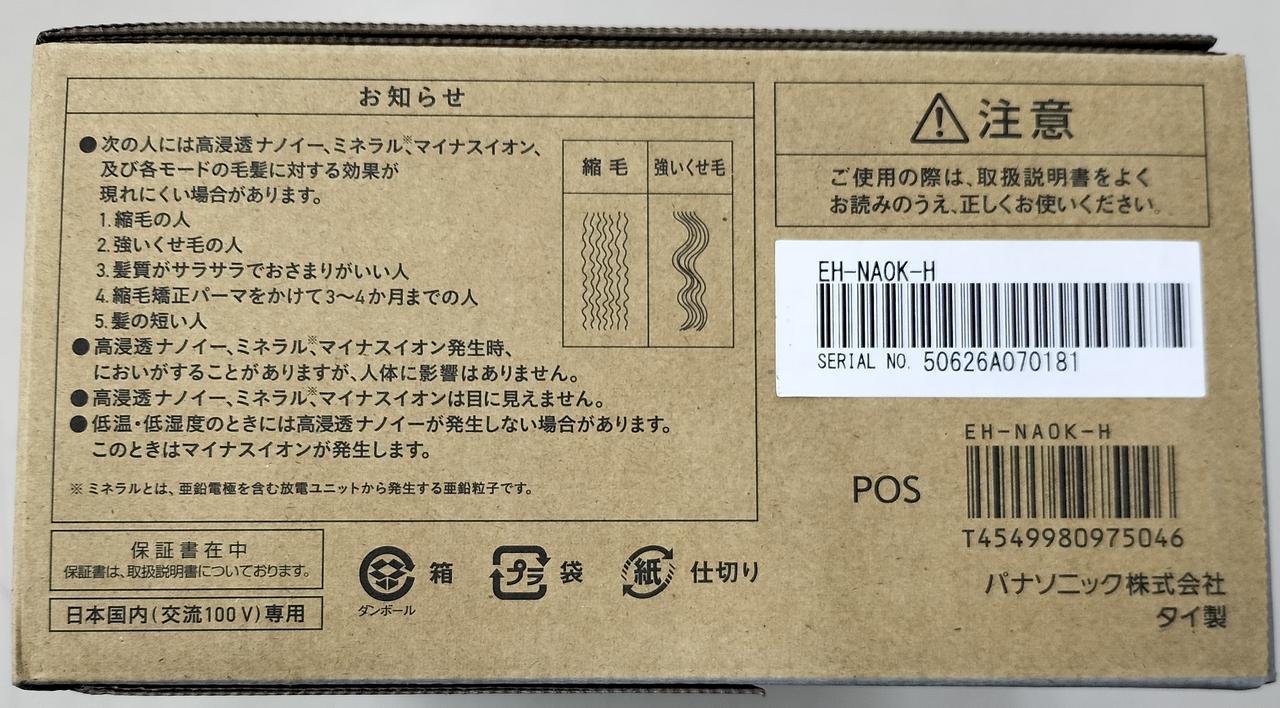 お知らせ
●次の人には高浸透ナノイー、ミネラル※、マイナスイオン、
及び各モードの毛髪に対する効果が
現れにくい場合があります。
1.縮毛の人
2.強いくせ毛の人
3.髪質がサラサラでおさまりがいい人
4.縮毛矯正パーマをかけて3〜4か月までの人
5.髪の短い人
縮毛
強いくせ毛
●高浸透ナノイー、ミネラル※、マイナスイオン発生時、
においがすることがありますが、人体に影響はありません。
●高浸透ナノイー、ミネラル※、マイナスイオンは目に見えません。
●低温・低湿度のときには高浸透ナノイーが発生しない場合があります。
このときはマイナスイオンが発生します。
※ ミネラルとは、亜鉛電極を含む放電ユニットから発生する亜鉛粒子です。
保証書在中
保証書は、取扱説明書についております。
日本国内(交流100V)専用
ダンボール
箱
プラ
袋
紙
仕切り
注意
ご使用の際は、取扱説明書をよく
お読みのうえ、正しくお使いください。
EH-NA0K-H
SERIAL NO. 50626A070181
EH-NA0K-H
POS
T4549980975046
パナソニック株式会社
タイ製